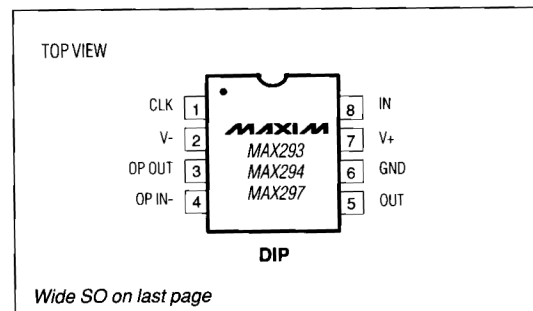 TOP VIEW
CLK 1
V- 2
OP OUT 3
OP IN- 4
MAXIM
MAX293
MAX294
MAX297
8 IN
7 V+
6 GND
5 OUT
DIP
Wide SO on last page